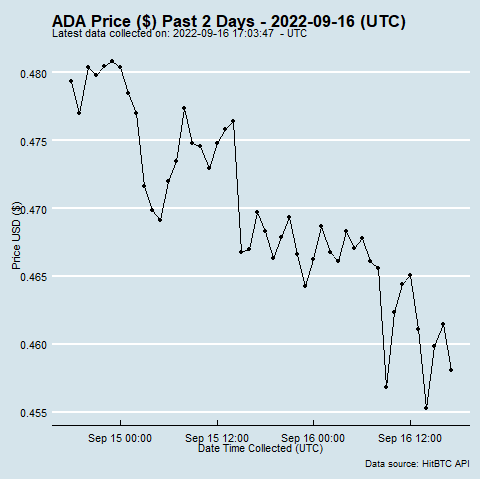 ADA Price ($) Past 2 Days - 2022-09-16 (UTC)
Latest data collected on: 2022-09-16 17:03:47 - UTC
0.480
0.475
0.470
0.465
0.460
0.455
Price USD ($)
Sep 15 00:00
Sep 15 12:00
Sep 16 00:00
Sep 16 12:00
Date Time Collected (UTC)
Data source: HitBTC API